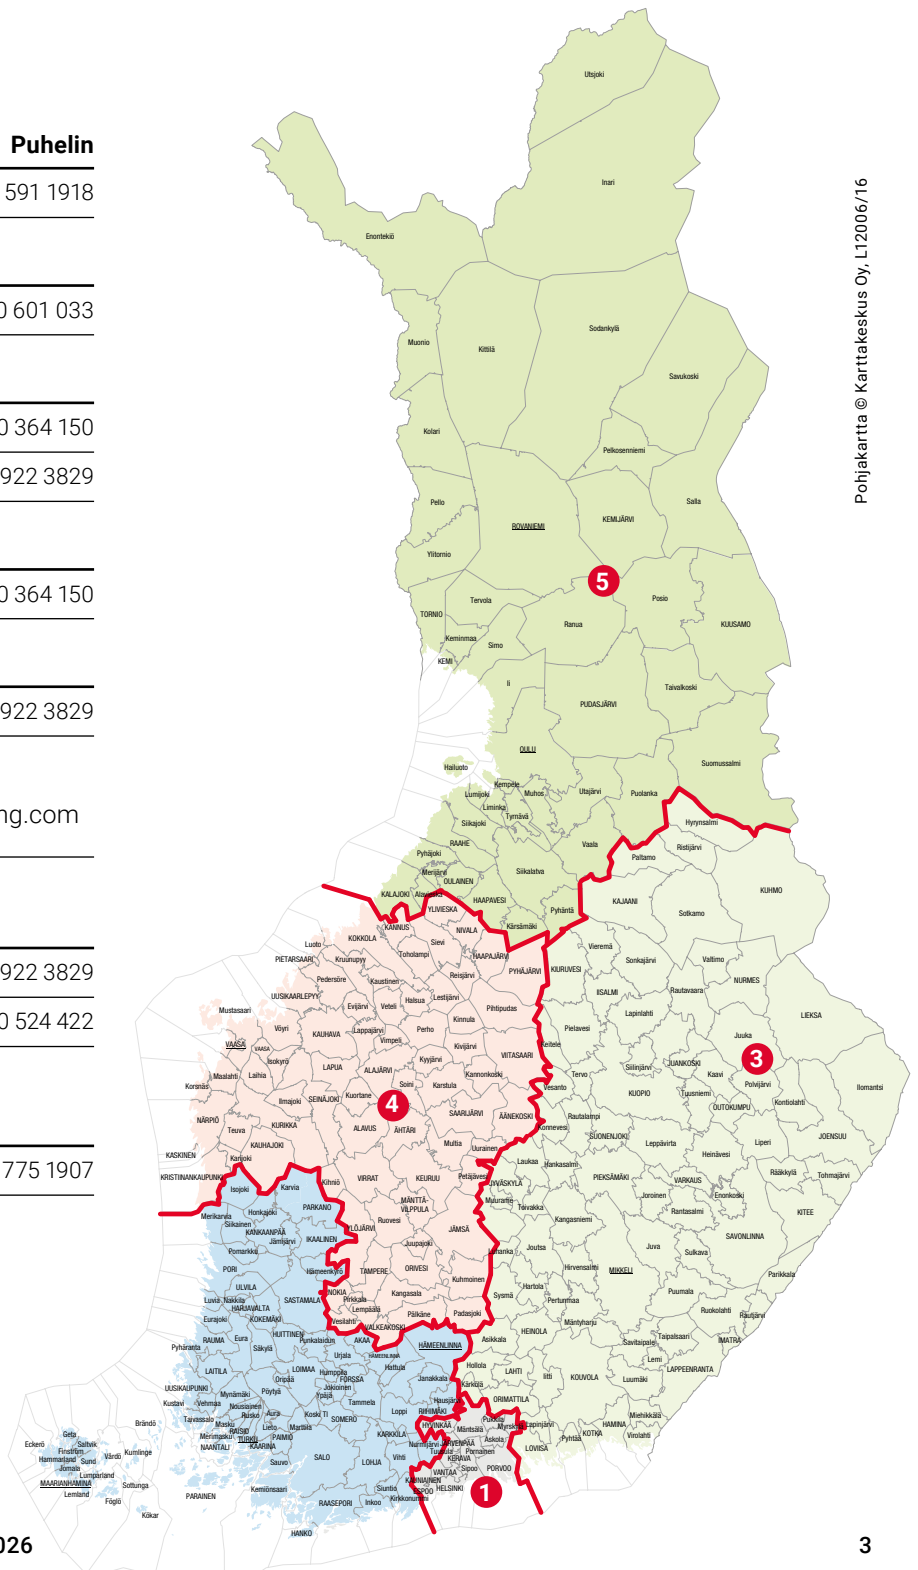 Puhelin
591 1918
0 601 033
0 364 150
922 3829
0 364 150
922 3829
ng.com
922 3829
0 524 422
775 1907
Pohjakartta © Karttakeskus Oy, L12006/16
Utsjoki
Inari
Enontekiö
Muonio
Kittilä
Sodankylä
Savukoski
Kolari
Pelkosenniemi
Pello
ROVANIEMI
KEMIJÄRVI
Salla
Ylitornio
5
TORNIO
Tervola
Ranua
Posio
KUUSAMO
Keminmaa
Simo
KEMI
Ii
PUDASJÄRVI
Taivalkoski
OULU
Hailuoto
Suomussalmi
Kempele
Lumijoki
Muhos
Utajärvi
Puolanka
Liminka
Tyrnävä
Siikajoki
Hyrynsalmi
RAAHE
Vaala
Ristijärvi
Pyhäjoki
Paltamo
Merijärvi
OULAINEN
Siikalatva
KALAJOKI
Alavieska
HAAPAVESI
KAJAANI
KUHMO
YLIVIESKA
Pyhäntä
Sotkamo
KANNUS
NIVALA
Kärsämäki
KOKKOLA
Sievi
Luoto
Toholampi
HAAPAJÄRVI
Vieremä
PIETARSAARI
Kruunupyy
Sonkajärvi
Valtimo
Pedersöre
Kaustinen
Reisjärvi
PYHÄJÄRVI
KIURUVESI
NURMES
UUSIKAARLEPYY
Lestijärvi
IISALMI
Rautavaara
Evijärvi
Veteli
Halsua
Pihtipudas
Lapinlahti
LIEKSA
Mustasaari
Vöyri
KAUHAVA
Lappajärvi
Perho
Kinnula
Pielavesi
Juuka
VAASA
VAASA
Vimpeli
Kivijärvi
Keitele
3
Isokyrö
Kyyjärvi
VIITASAARI
Siilinjärvi
JUANKOSKI
Maalahti
Laihia
LAPUA
ALAJÄRVI
Kannonkoski
Tervo
Kaavi
Polvijärvi
Korsnäs
Soini
Karstula
Vesanto
KUOPIO
Tuusniemi
Ilomantsi
Ilmajoki
SEINÄJOKI
Kuortane
4
OUTOKUMPU
Kontiolahti
NÄRPIÖ
SAARIJÄRVI
ÄÄNEKOSKI
Rautalampi
Teuva
KURIKKA
ALAVUS
ÄHTÄRI
Konnevesi
SUONENJOKI
Leppävirta
Liperi
JOENSUU
KAUHAJOKI
Multia
Uurainen
Heinävesi
KASKINEN
Karijoki
Laukaa
Hankasalmi
Rääkkylä
Tohmajärvi
KRISTIINANKAUPUNKI
Kihniö
VIRRAT
KEURUU
Petäjävesi
PIEKSÄMÄKI
VARKAUS
Isojoki
Karvia
JYVÄSKYLÄ
Joroinen
Enonkoski
MÄNTTÄ-
VILPPULA
Muurame
Toivakka
Rantasalmi
KITEE
Merikarvia
Honkajoki
PARKANO
Ruovesi
Kangasniemi
Siikainen
KANKAANPÄÄ
YLÖJÄRVI
JÄMSÄ
SAVONLINNA
Jämijärvi
IKAALINEN
Juupajoki
Luhanka
Joutsa
Juva
Sulkava
Pomarkku
PORI
Hämeenkyrö
TAMPERE
ORIVESI
Hirvensalmi
MIKKELI
Parikkala
ULVILA
NOKIA
Kuhmoinen
Hartola
Puumala
Luvia
Nakkila
SASTAMALA
Pirkkala
Kangasala
Sysmä
Pertunmaa
HARJAVALTA
Lempäälä
Pälkäne
Padasjoki
Mäntyharju
Ruokolahti
Rautjärvi
Eurajoki
KOKEMÄKI
Vesilahti
VALKEAKOSKI
HEINOLA
Taipalsaari
RAUMA
Eura
HUITTINEN
Punkalaidun
AKAA
HÄMEENLINNA
Asikkala
Savitaipale
IMATRA
Pyhäranta
Säkylä
Urjala
HÄMEENLINNA
Lemi
LAITILA
LOIMAA
Humppila
FORSSA
Hattula
Hollola
LAHTI
Iitti
KOUVOLA
Luumäki
LAPPEENRANTA
Oripää
Janakkala
Kärkölä
UUSIKAUPUNKI
Mynämäki
Pöytyä
Jokioinen
Ypäjä
Tammela
Hausjärvi
ORIMATTILA
Kustavi
Vehmaa
Nousiainen
Koski Tl
Loppi
RIIHIMÄKI
Miehikkälä
Taivassalo
Rusko
Aura
SOMERO
Pukkila
HAMINA
Masku
Lieto
Marttila
HYVINKÄÄ
Mäntsälä
Myrskylä
Lapinjärvi
KOTKA
Virolahti
RAISIO
Merimasku
TURKU
PAIMIO
KARKKILA
Nurmijärvi
JÄRVENPÄÄ
Askola
LOVIISA
Pyhtää
NAANTALI
KAARINA
SALO
Vihti
Tuusula
Pornainen
Brändö
Sauvo
LOHJA
KERAVA
Sipoo
PORVOO
Geta
Saltvik
Eckerö
Finström
Vårdö
Kumlinge
VANTAA
Hammarland
Sund
KAUNIAINEN
1
Jomala
Lumparland
Kemiönsaari
Siuntio
ESPOO
HELSINKI
MAARIANHAMINA
Sottunga
PARAINEN
Inkoo
Kirkkonummi
Lemland
Föglö
RAASEPORI
Kökar
HANKO
026
3